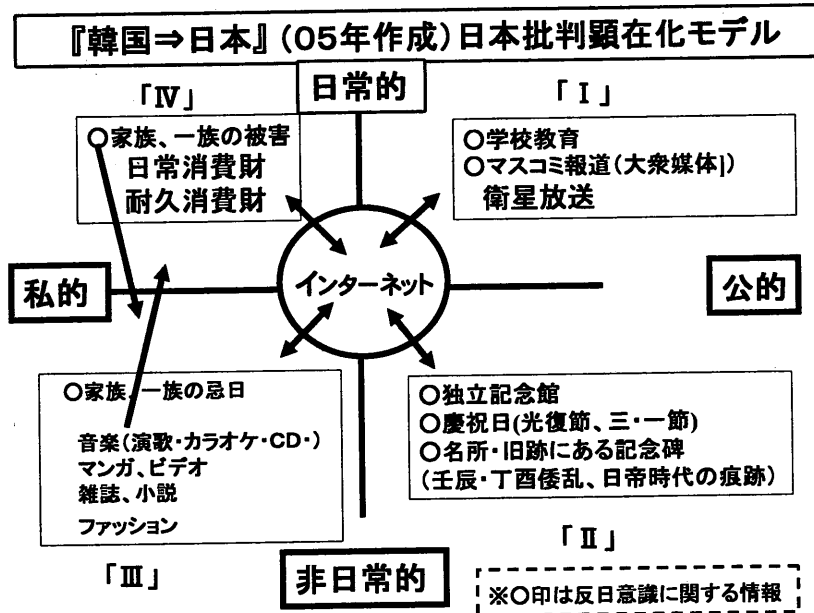 『韓国⇒日本』(05年作成)日本批判顕在化モデル
「Ⅳ」
日常的
「Ⅰ」
○家族、一族の被害
日常消費財
耐久消費財
○学校教育
○マスコミ報道(大衆媒体])
衛星放送
私的
インターネット
公的
○家族、一族の忌日
音楽(演歌・カラオケ・CD・)
マンガ、ビデオ
雑誌、小説
ファッション
○独立記念館
○慶祝日(光復節、三・一節)
○名所・旧跡にある記念碑
(壬辰・丁酉倭乱、日帝時代の痕跡)
「Ⅲ」
非日常的
「Ⅱ」
※○印は反日意識に関する情報